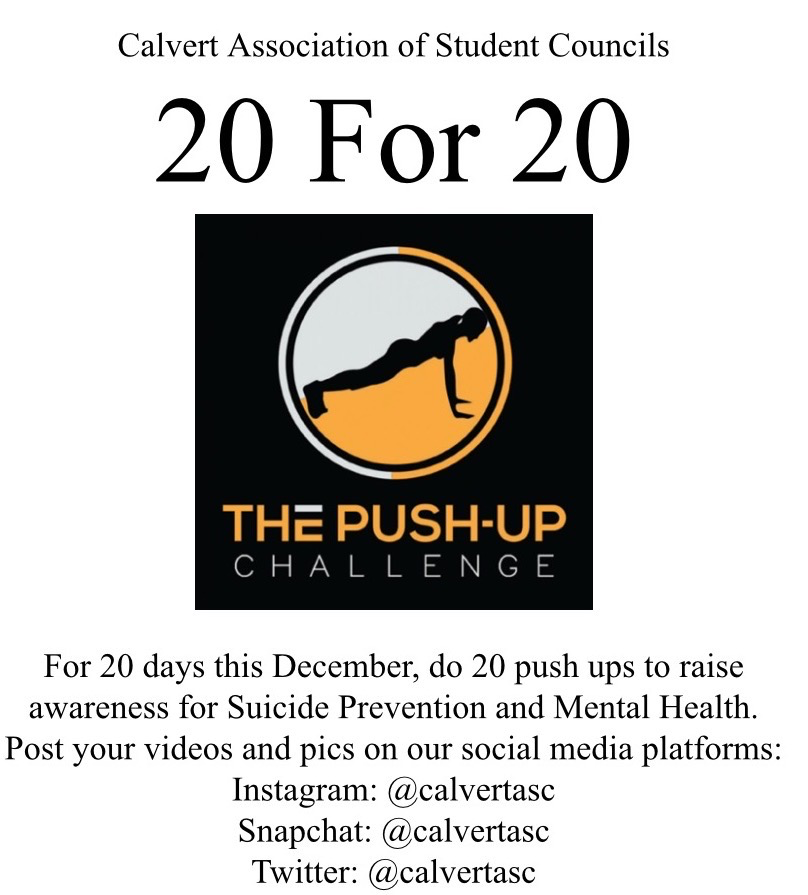 Calvert Association of Student Councils
20 For 20
THE PUSH-UP
CHALLENGE
For 20 days this December, do 20 push ups to raise
awareness for Suicide Prevention and Mental Health.
Post your videos and pics on our social media platforms:
Instagram: @calvertasc
Snapchat: @calvertasc
Twitter: @calvertasc